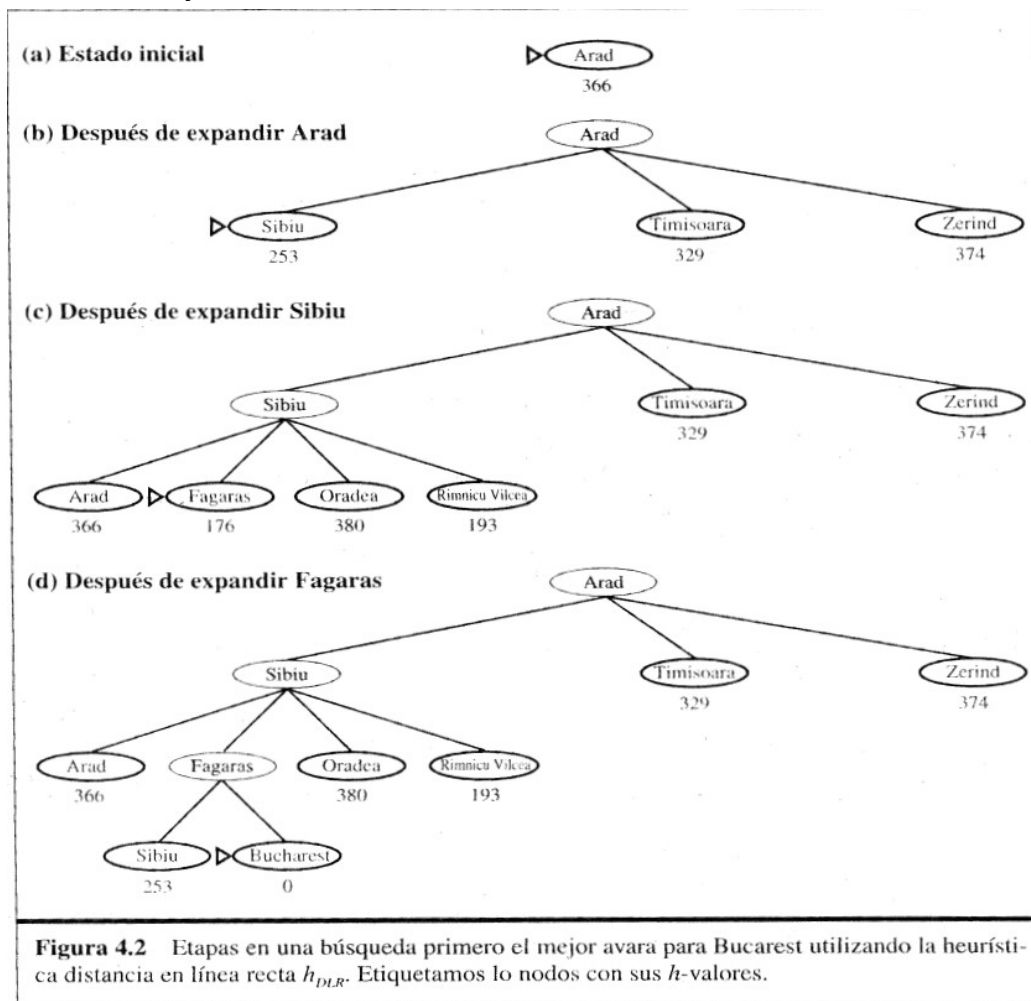 (a) Estado inicial
Arad
366
(b) Después de expandir Arad
Arad
Sibiu
Timisoara
Zerind
253
329
374
(c) Después de expandir Sibiu
Arad
Sibiu
Timisoara
Zerind
329
374
Arad
Fagaras
Oradea
Rimnicu Vilcea
366
176
380
193
(d) Después de expandir Fagaras
Arad
Sibiu
Timisoara
Zerind
329
374
Arad
Fagaras
Oradea
Rimnicu Vilcea
366
380
193
Sibiu
Bucharest
253
0
Figura 4.2 Etapas en una búsqueda primero el mejor avara para Bucarest utilizando la heurísti-
ca distancia en línea recta hDLR. Etiquetamos lo nodos con sus h-valores.